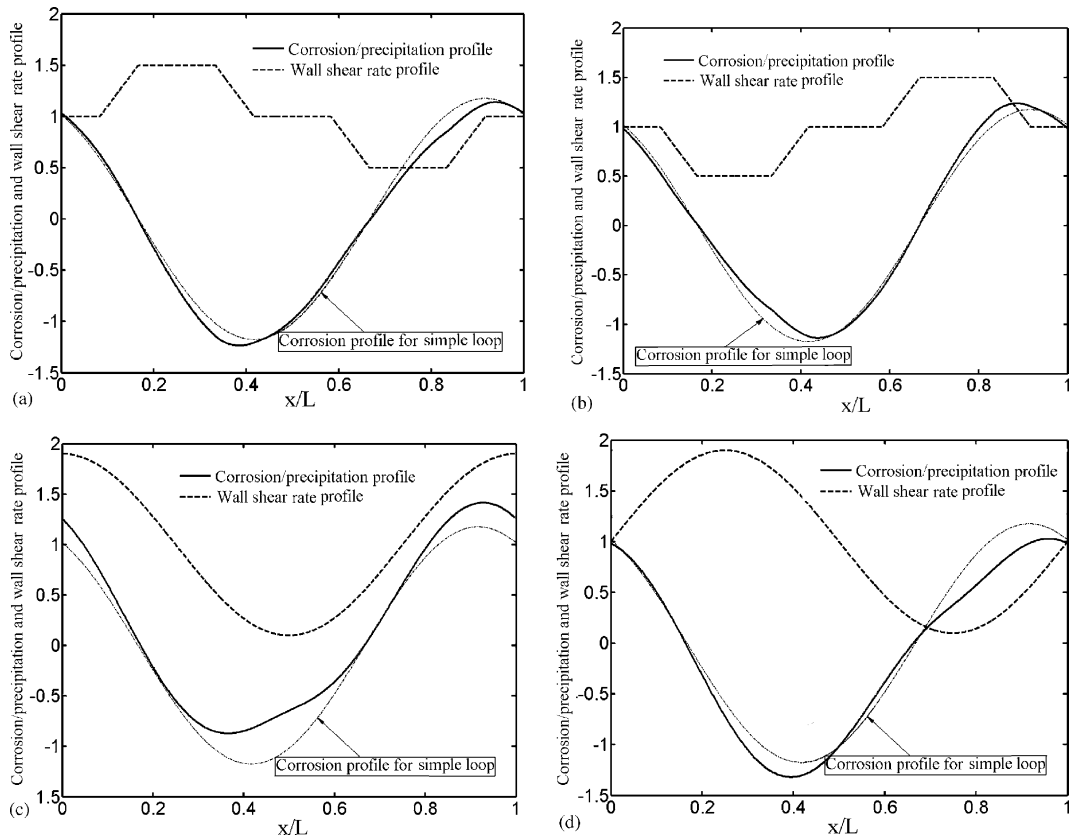 Corrosion/precipitation and wall shear rate profile
2
1.5
1
0.5
0
-0.5
-1
-1.5
Corrosion/precipitation profile
Wall shear rate profile
Corrosion profile for simple loop
0 0.2 0.4 0.6 0.8 1
(a) x/L
Corrosion/precipitation and wall shear rate profile
2
1.5
1
0.5
0
-0.5
-1
-1.5
Corrosion/precipitation profile
Wall shear rate profile
Corrosion profile for simple loop
0 0.2 0.4 0.6 0.8 1
(b) x/L
Corrosion/precipitation and wall shear rate profile
2
1.5
1
0.5
0
-0.5
-1
1.5
Corrosion/precipitation profile
Wall shear rate profile
Corrosion profile for simple loop
0 0.2 0.4 0.6 0.8 1
(c) x/L
Corrosion/precipitation and wall shear rate profile
2
1.5
1
0.5
0
-0.5
-1
-1.5
Corrosion/precipitation profile
Wall shear rate profile
Corrosion profile for simple loop
0 0.2 0.4 0.6 0.8 1
(d) x/L